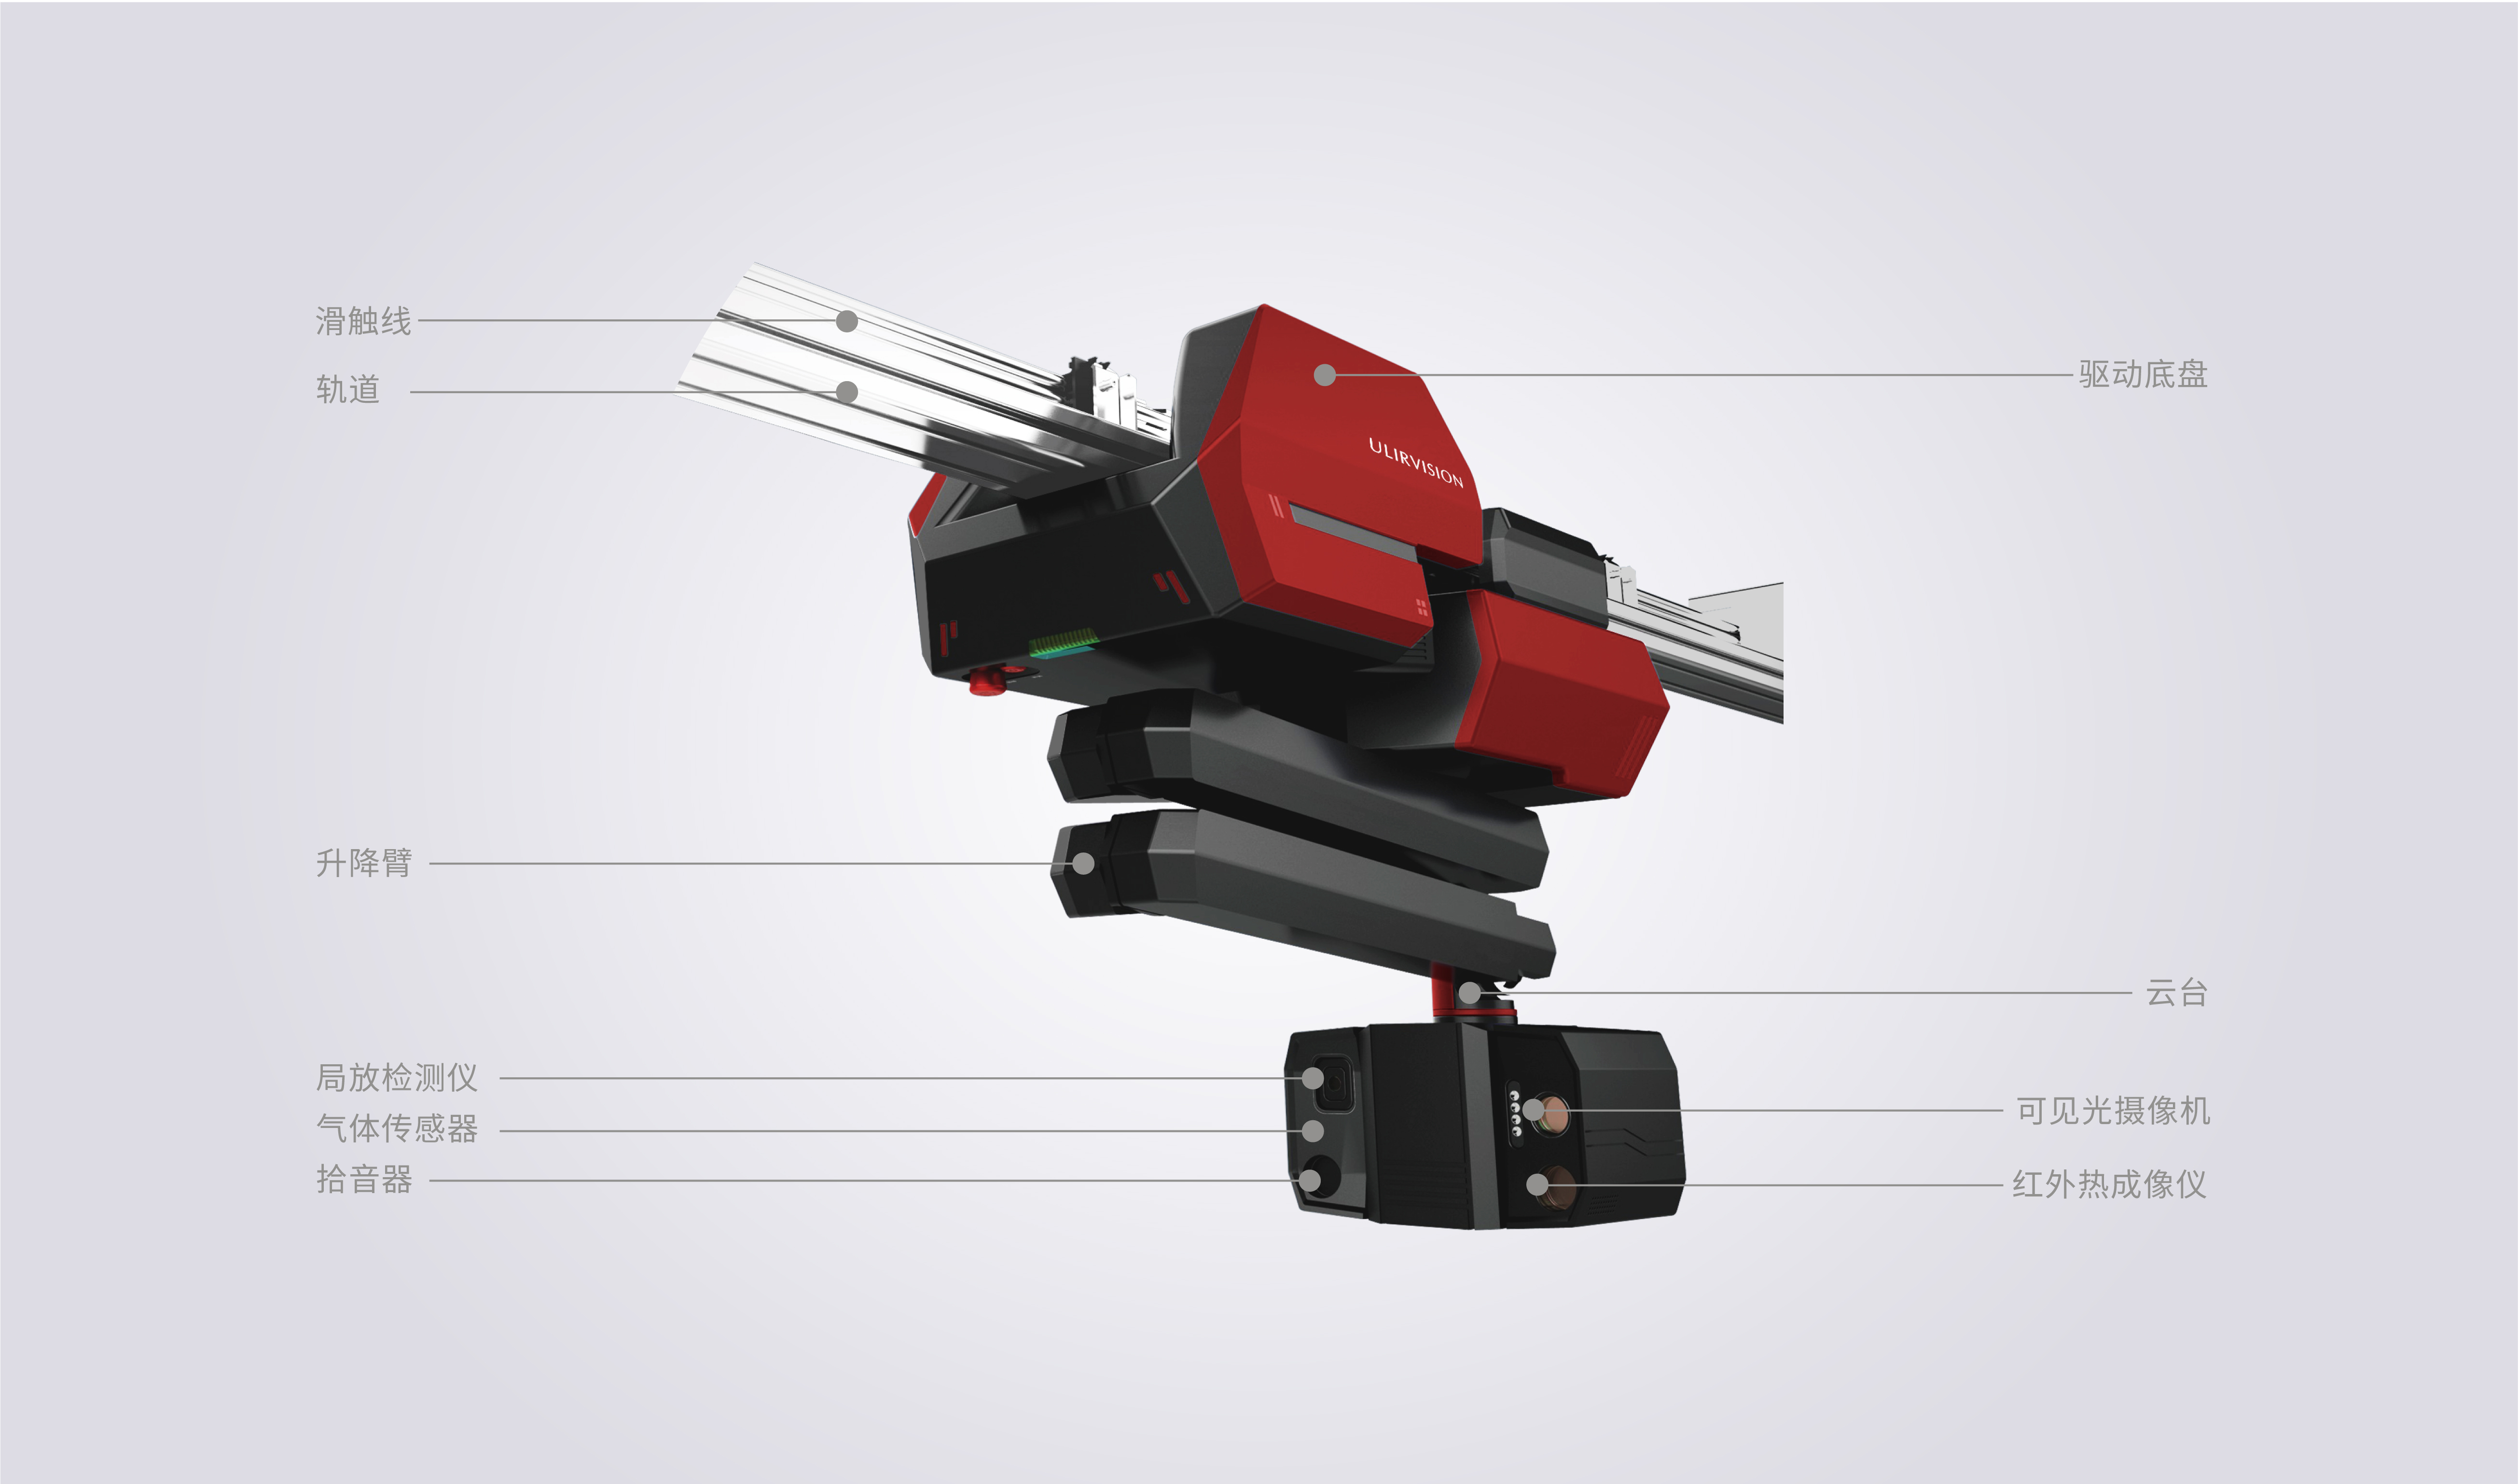 滑触线
轨道
驱动底盘
ULIRVISION
升降臂
云台
局放检测仪
气体传感器
拾音器
可见光摄像机
红外热成像仪